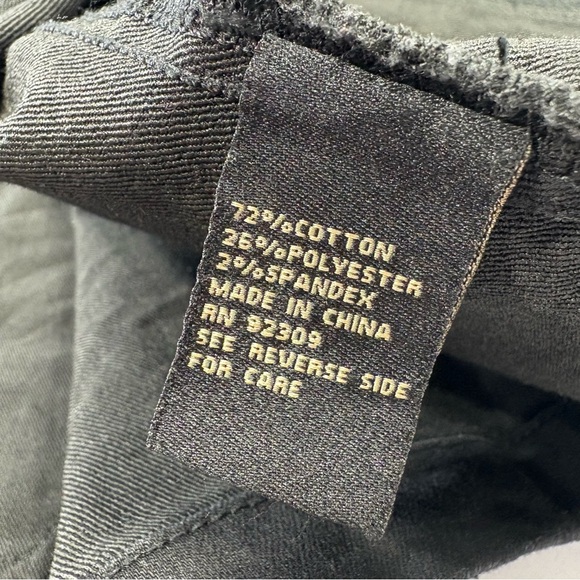 72%COTTON
26%POLYESTER
2%SPANDEX
MADE IN CHINA
RN 92309
SEE REVERSE SIDE
FOR CARE